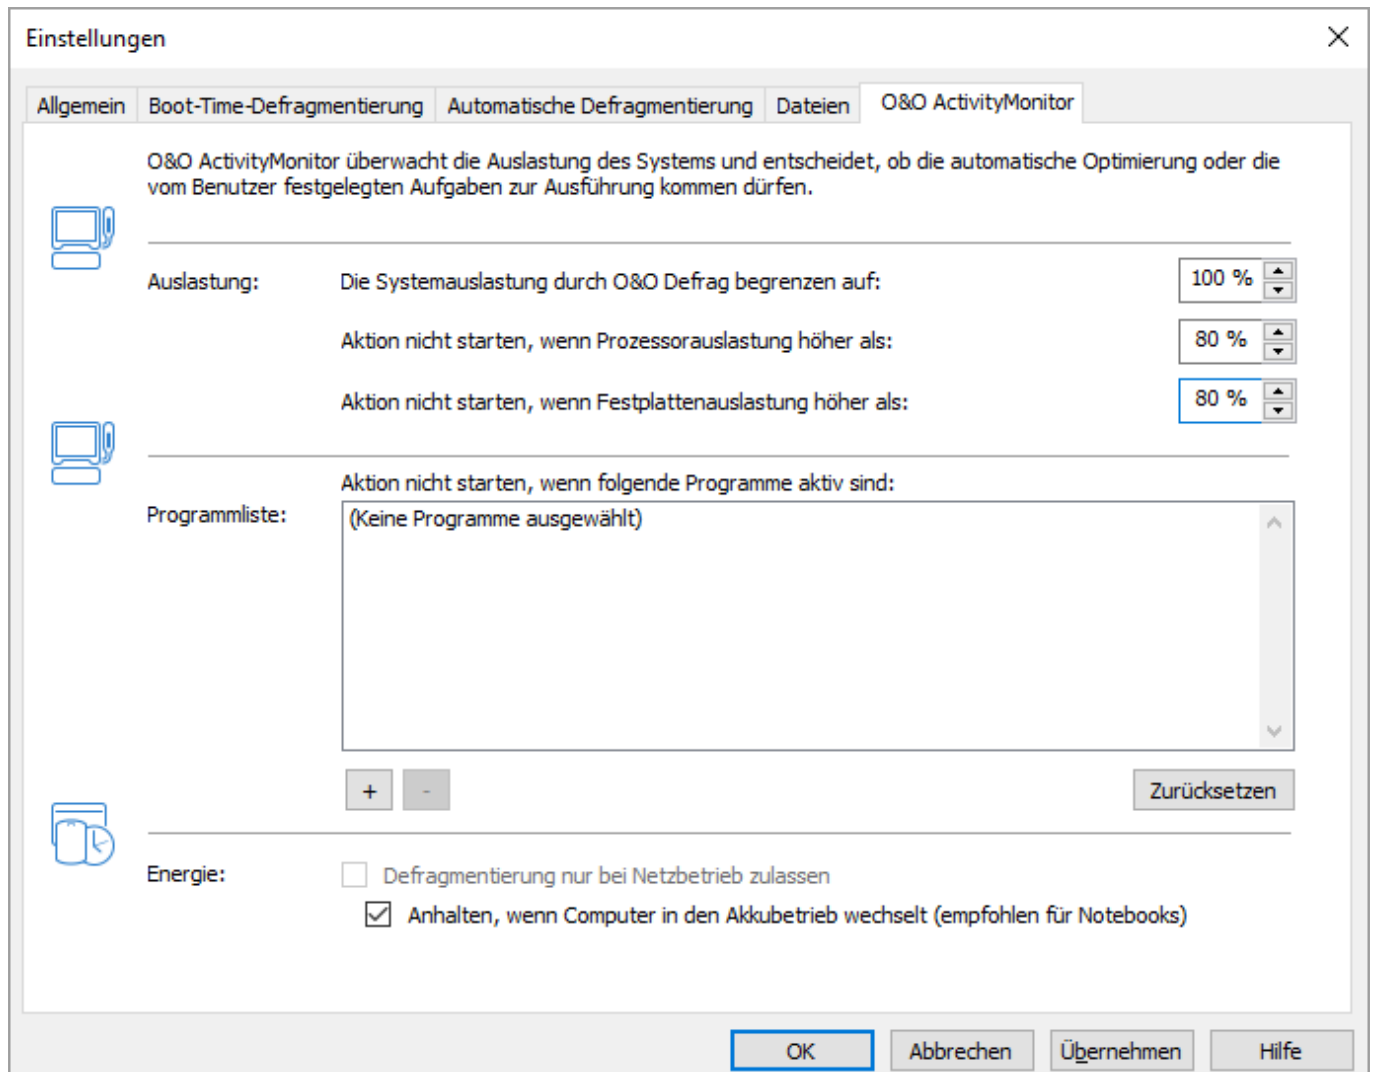 Einstellungen
Allgemein Boot-Time-Defragmentierung Automatische Defragmentierung Dateien O&O ActivityMonitor
O&O ActivityMonitor überwacht die Auslastung des Systems und entscheidet, ob die automatische Optimierung oder die
vom Benutzer festgelegten Aufgaben zur Ausführung kommen dürfen.
Auslastung: Die Systemauslastung durch O&O Defrag begrenzen auf: 100 %
Aktion nicht starten, wenn Prozessorauslastung höher als: 80 %
Aktion nicht starten, wenn Festplattenauslastung höher als: 80 %
Aktion nicht starten, wenn folgende Programme aktiv sind:
Programmliste: (Keine Programme ausgewählt)
+ - Zurücksetzen
Energie: Defragmentierung nur bei Netzbetrieb zulassen
Anhalten, wenn Computer in den Akkubetrieb wechselt (empfohlen für Notebooks)
OK Abbrechen Übernehmen Hilfe